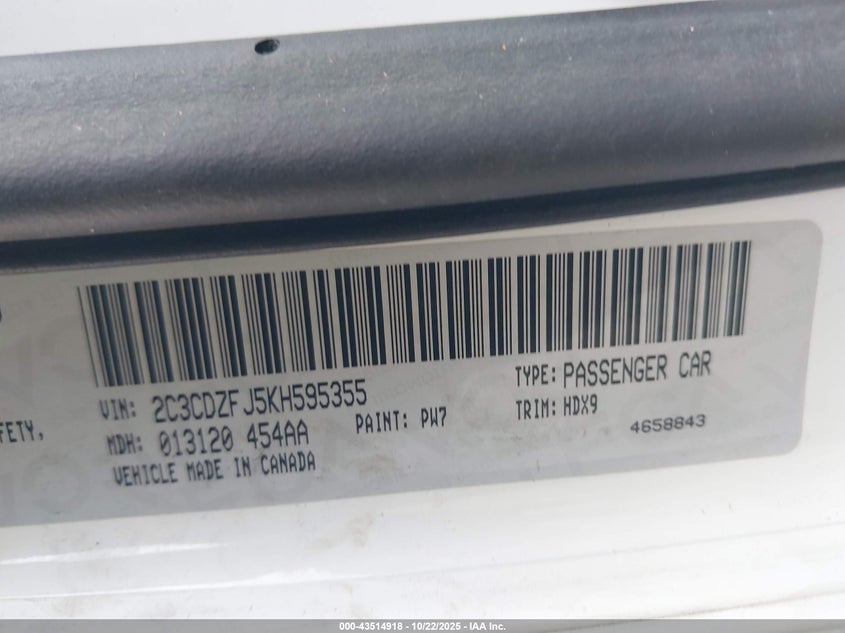 VIN: 2C3CDZFJ5KH595355
TYPE: PASSENGER CAR
FETY,
MDH: 013120 454AA
PAINT: PW7
TRIM: HDX9
4658843
VEHICLE MADE IN CANADA
000-43514918 - 10/22/2025 - IAA Inc.